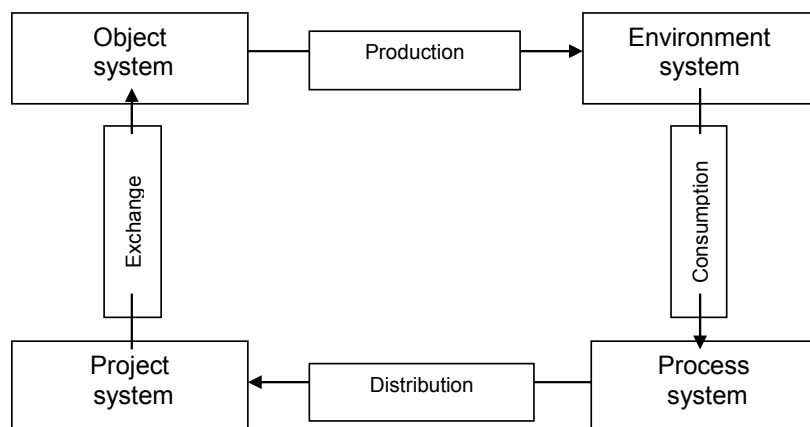 Object
system
Production
Environment
system
Exchange
Consumption
Project
system
Distribution
Process
system